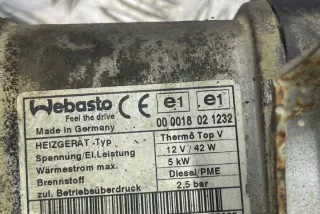 Webasto CE e1 e1
Feel the drive 00 0018 02 1232
Made in Germany
HEIZGERÄT -Typ Thermo Top V
Spannung/El.Leistung 12 V / 42 W
Wärmestrom max. 5 kW
Brennstoff Diesel/PME
zul. Betriebsüberdruck 2,5 bar